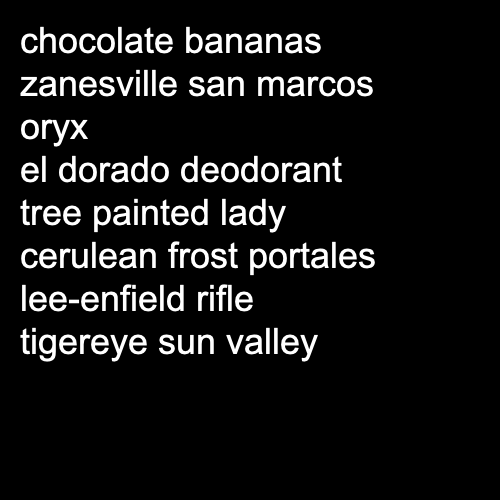 chocolate bananas
zanesville san marcos
oryx
el dorado deodorant
tree painted lady
cerulean frost portales
lee-enfield rifle
tigereye sun valley